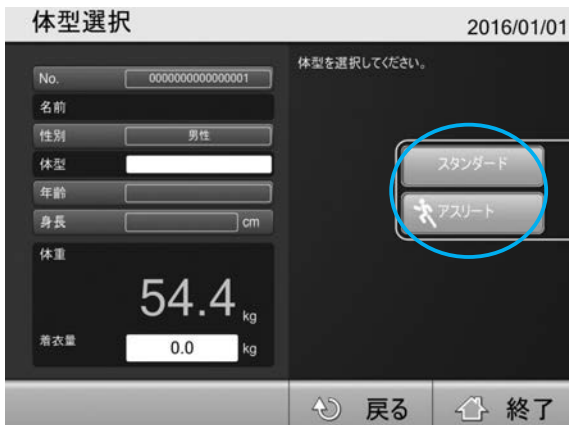 体型選択
2016/01/01
No. 0000000000000001
名前
性別 男性
体型
年齢
身長 cm
体重
54.4 kg
着衣量 0.0 kg
体型を選択してください。
スタンダード
アスリート
戻る
終了